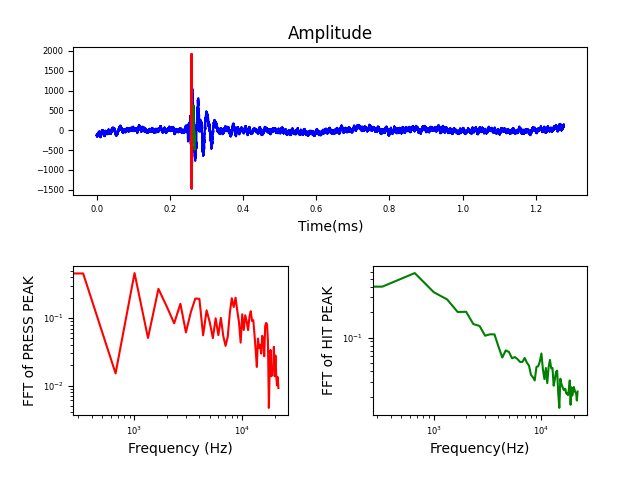 Amplitude
2000
1500
1000
500
0
−500
−1000
−1500
0.0 0.2 0.4 0.6 0.8 1.0 1.2
Time(ms)
FFT of PRESS PEAK
10⁻¹
10⁻²
10³ 10⁴
Frequency (Hz)
FFT of HIT PEAK
10⁻¹
10³ 10⁴
Frequency(Hz)